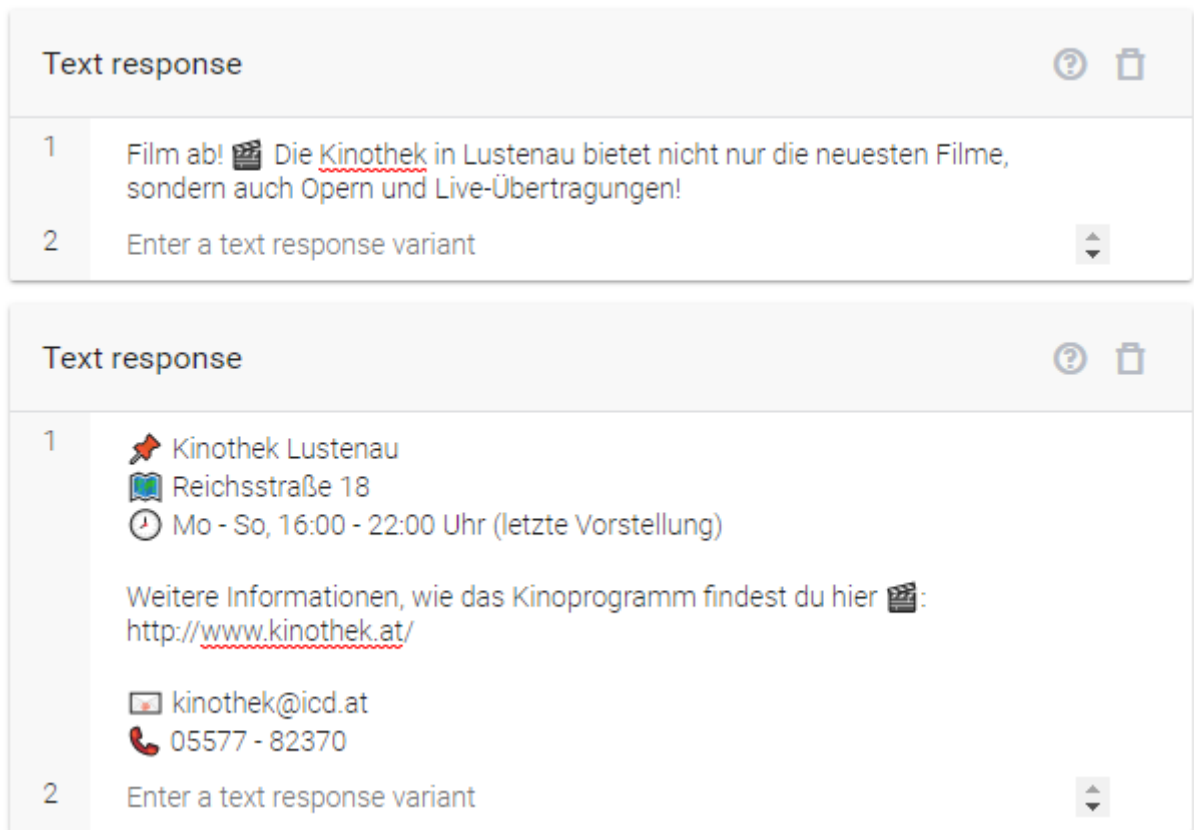 Text response
1
Film ab! 🎬 Die Kinothek in Lustenau bietet nicht nur die neuesten Filme,
sondern auch Opern und Live-Übertragungen!
2
Enter a text response variant
Text response
1
📌 Kinothek Lustenau
🗺️ Reichsstraße 18
🕗 Mo - So, 16:00 - 22:00 Uhr (letzte Vorstellung)
Weitere Informationen, wie das Kinoprogramm findest du hier 🎬:
http://www.kinothek.at/
📧 kinothek@icd.at
📞 05577 - 82370
2
Enter a text response variant